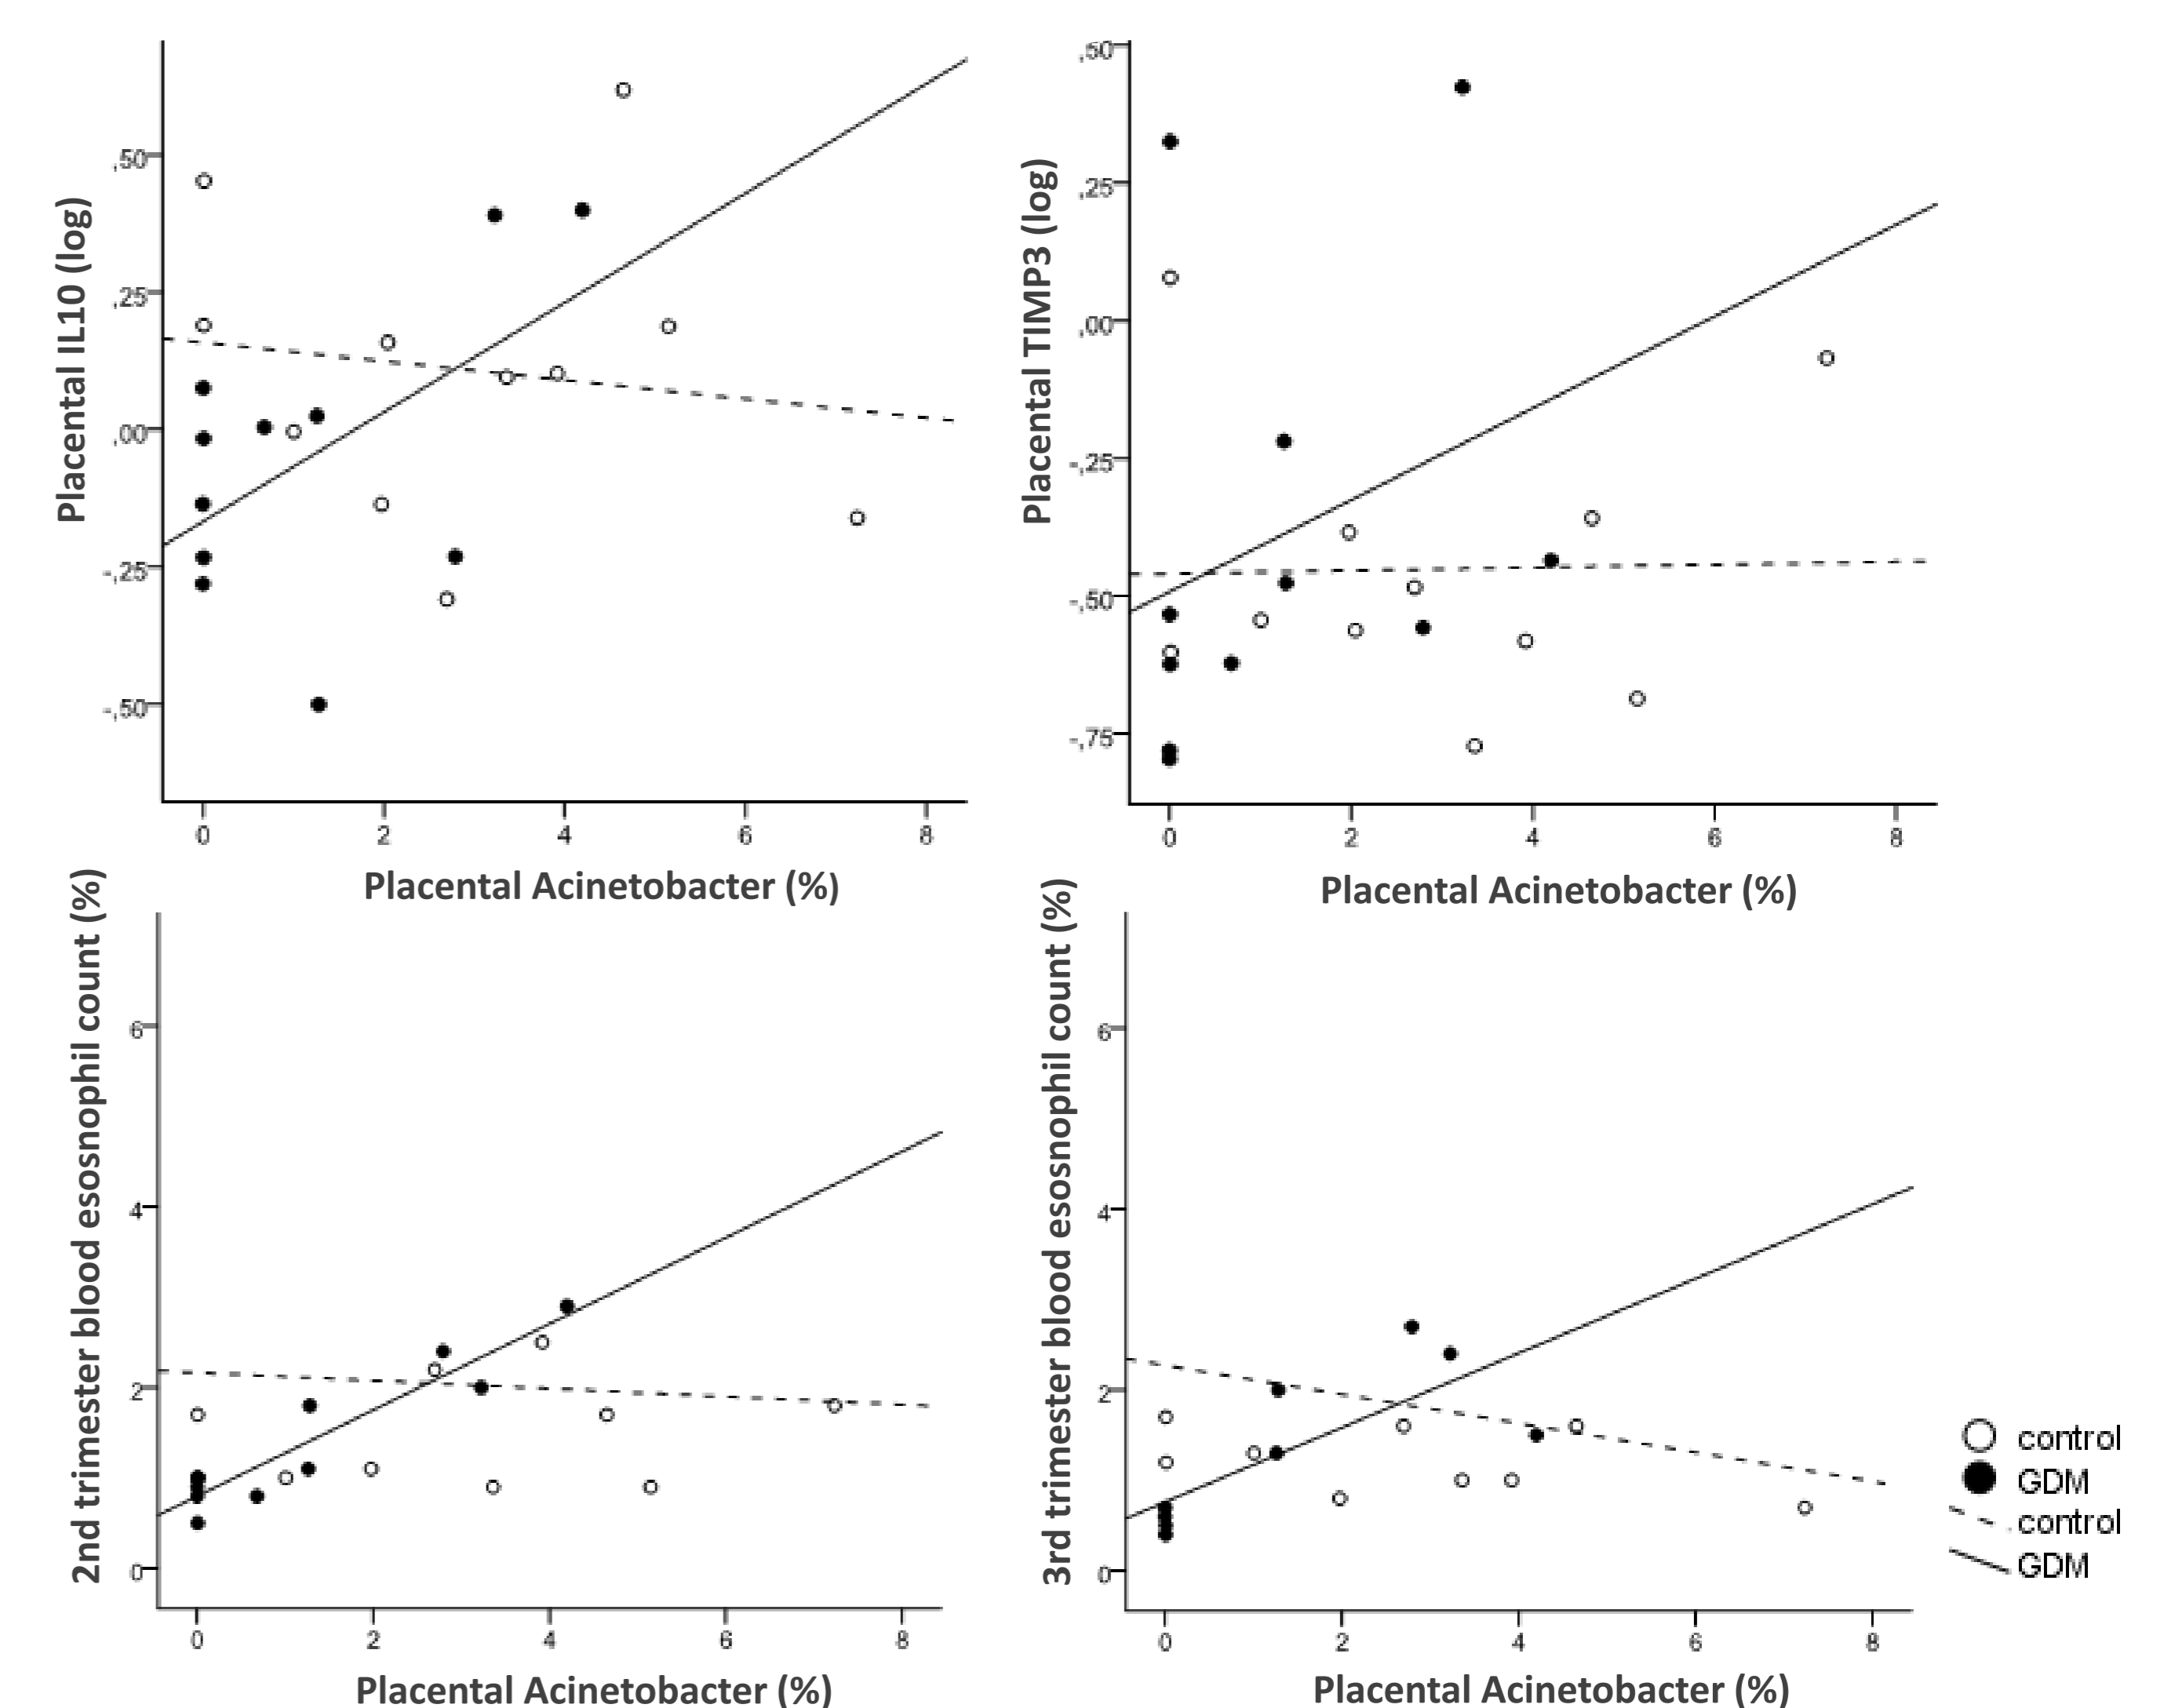 Placental IL10 (log)
,50
,25
,00
-,25
-,50
0 2 4 6 8
Placental Acinetobacter (%)
Placental TIMP3 (log)
,50
,25
,00
-,25
-,50
-,75
0 2 4 6 8
Placental Acinetobacter (%)
2nd trimester blood esosnophil count (%)
6
4
2
0
0 2 4 6 8
Placental Acinetobacter (%)
3rd trimester blood esosnophil count (%)
6
4
2
0
0 2 4 6 8
Placental Acinetobacter (%)
control
GDM
control
GDM